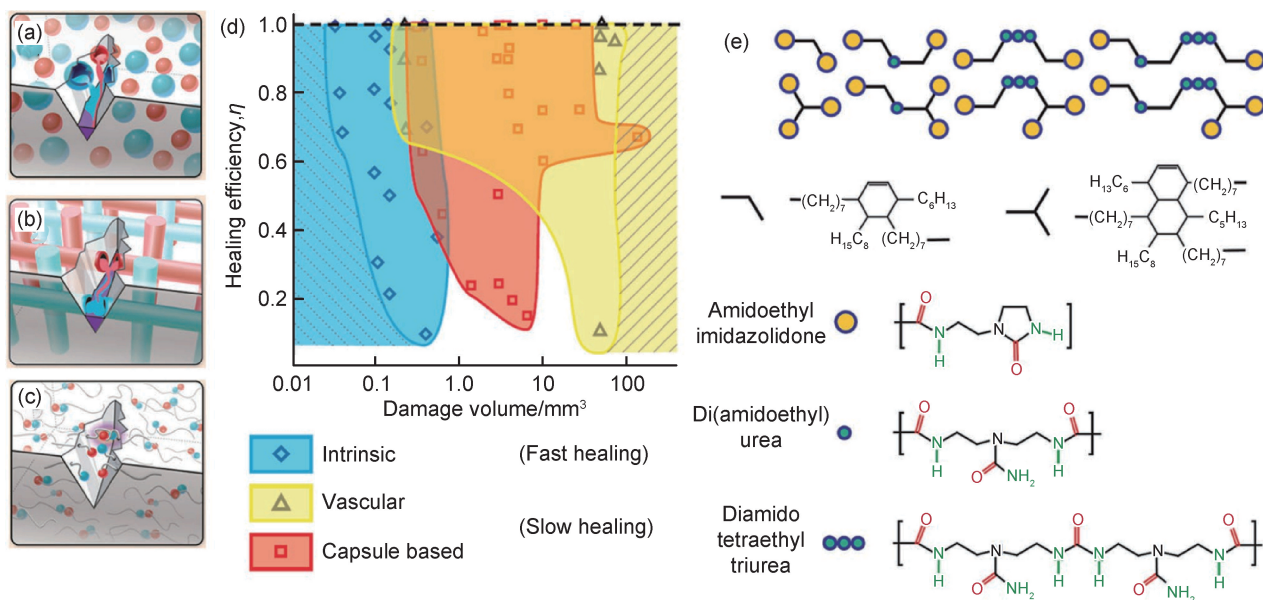 (a)
(b)
(c)
(d)
Healing efficiency,η
1.0
0.8
0.6
0.4
0.2
0.01
0.1
1.0
10
100
Damage volume/mm³
Intrinsic
(Fast healing)
Vascular
(Slow healing)
Capsule based
(e)
—(CH₂)₇
C₆H₁₃
H₁₅C₈
(CH₂)₇—
H₁₃C₆
(CH₂)₇—
—(CH₂)₇
C₅H₁₃
H₁₅C₈
(CH₂)₇—
Amidoethyl
imidazolidone
O
N
H
N
N-H
O
Di(amidoethyl)
urea
O
O
N
H
N
N
H
O
NH₂
Diamido
tetraethyl
triurea
O
O
O
N
H
N
N
H
N
H
N
N
H
O
NH₂
O
NH₂